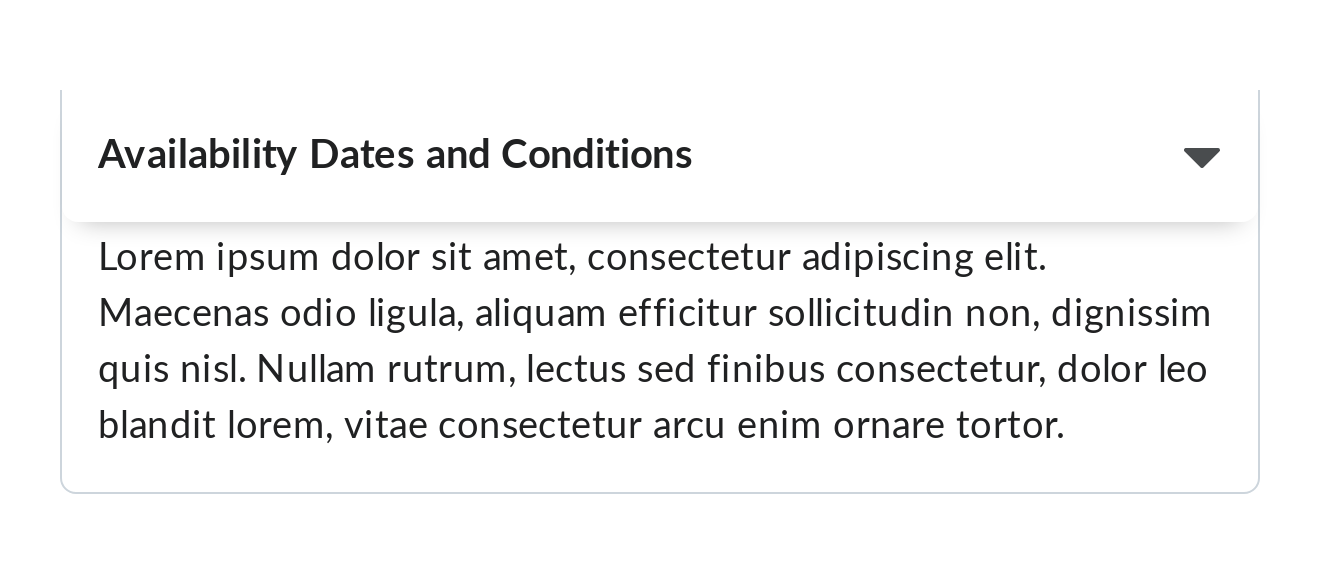 Availability Dates and Conditions
Lorem ipsum dolor sit amet, consectetur adipiscing elit.
Maecenas odio ligula, aliquam efficitur sollicitudin non, dignissim
quis nisl. Nullam rutrum, lectus sed finibus consectetur, dolor leo
blandit lorem, vitae consectetur arcu enim ornare tortor.